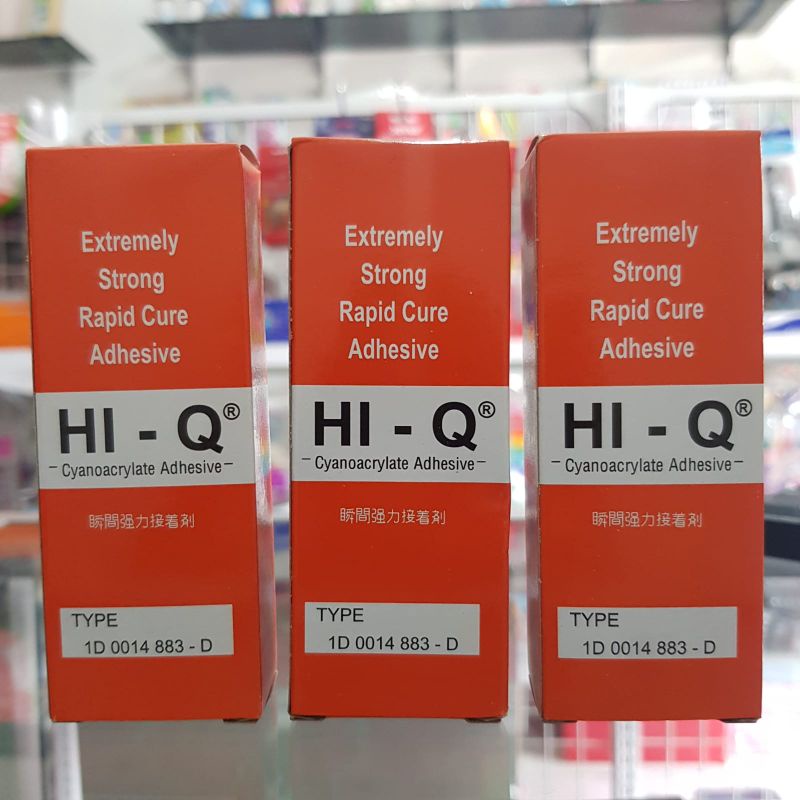 Extremely
Strong
Rapid Cure
Adhesive
HI - Q®
- Cyanoacrylate Adhesive -
瞬間强力接着剤
TYPE
1D 0014 883 - D
Extremely
Strong
Rapid Cure
Adhesive
HI - Q®
- Cyanoacrylate Adhesive -
瞬間强力接着剤
TYPE
1D 0014 883 - D
Extremely
Strong
Rapid Cure
Adhesive
HI - Q®
- Cyanoacrylate Adhesive -
瞬間强力接着剤
TYPE
1D 0014 883 - D